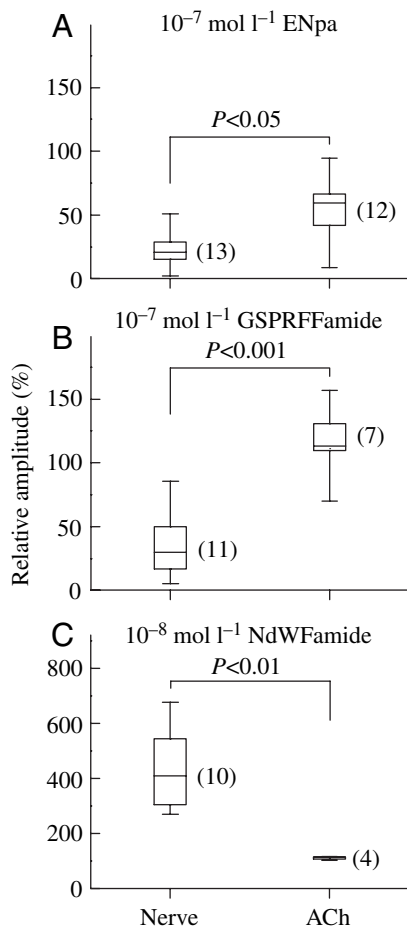 A 10⁻⁷ mol l⁻¹ ENpa
150
100
50
0
P<0.05
(13)
(12)
B 10⁻⁷ mol l⁻¹ GSPRFFamide
150
100
50
0
P<0.001
(11)
(7)
Relative amplitude (%)
C 10⁻⁸ mol l⁻¹ NdWFamide
800
600
400
200
0
P<0.01
(10)
(4)
Nerve ACh